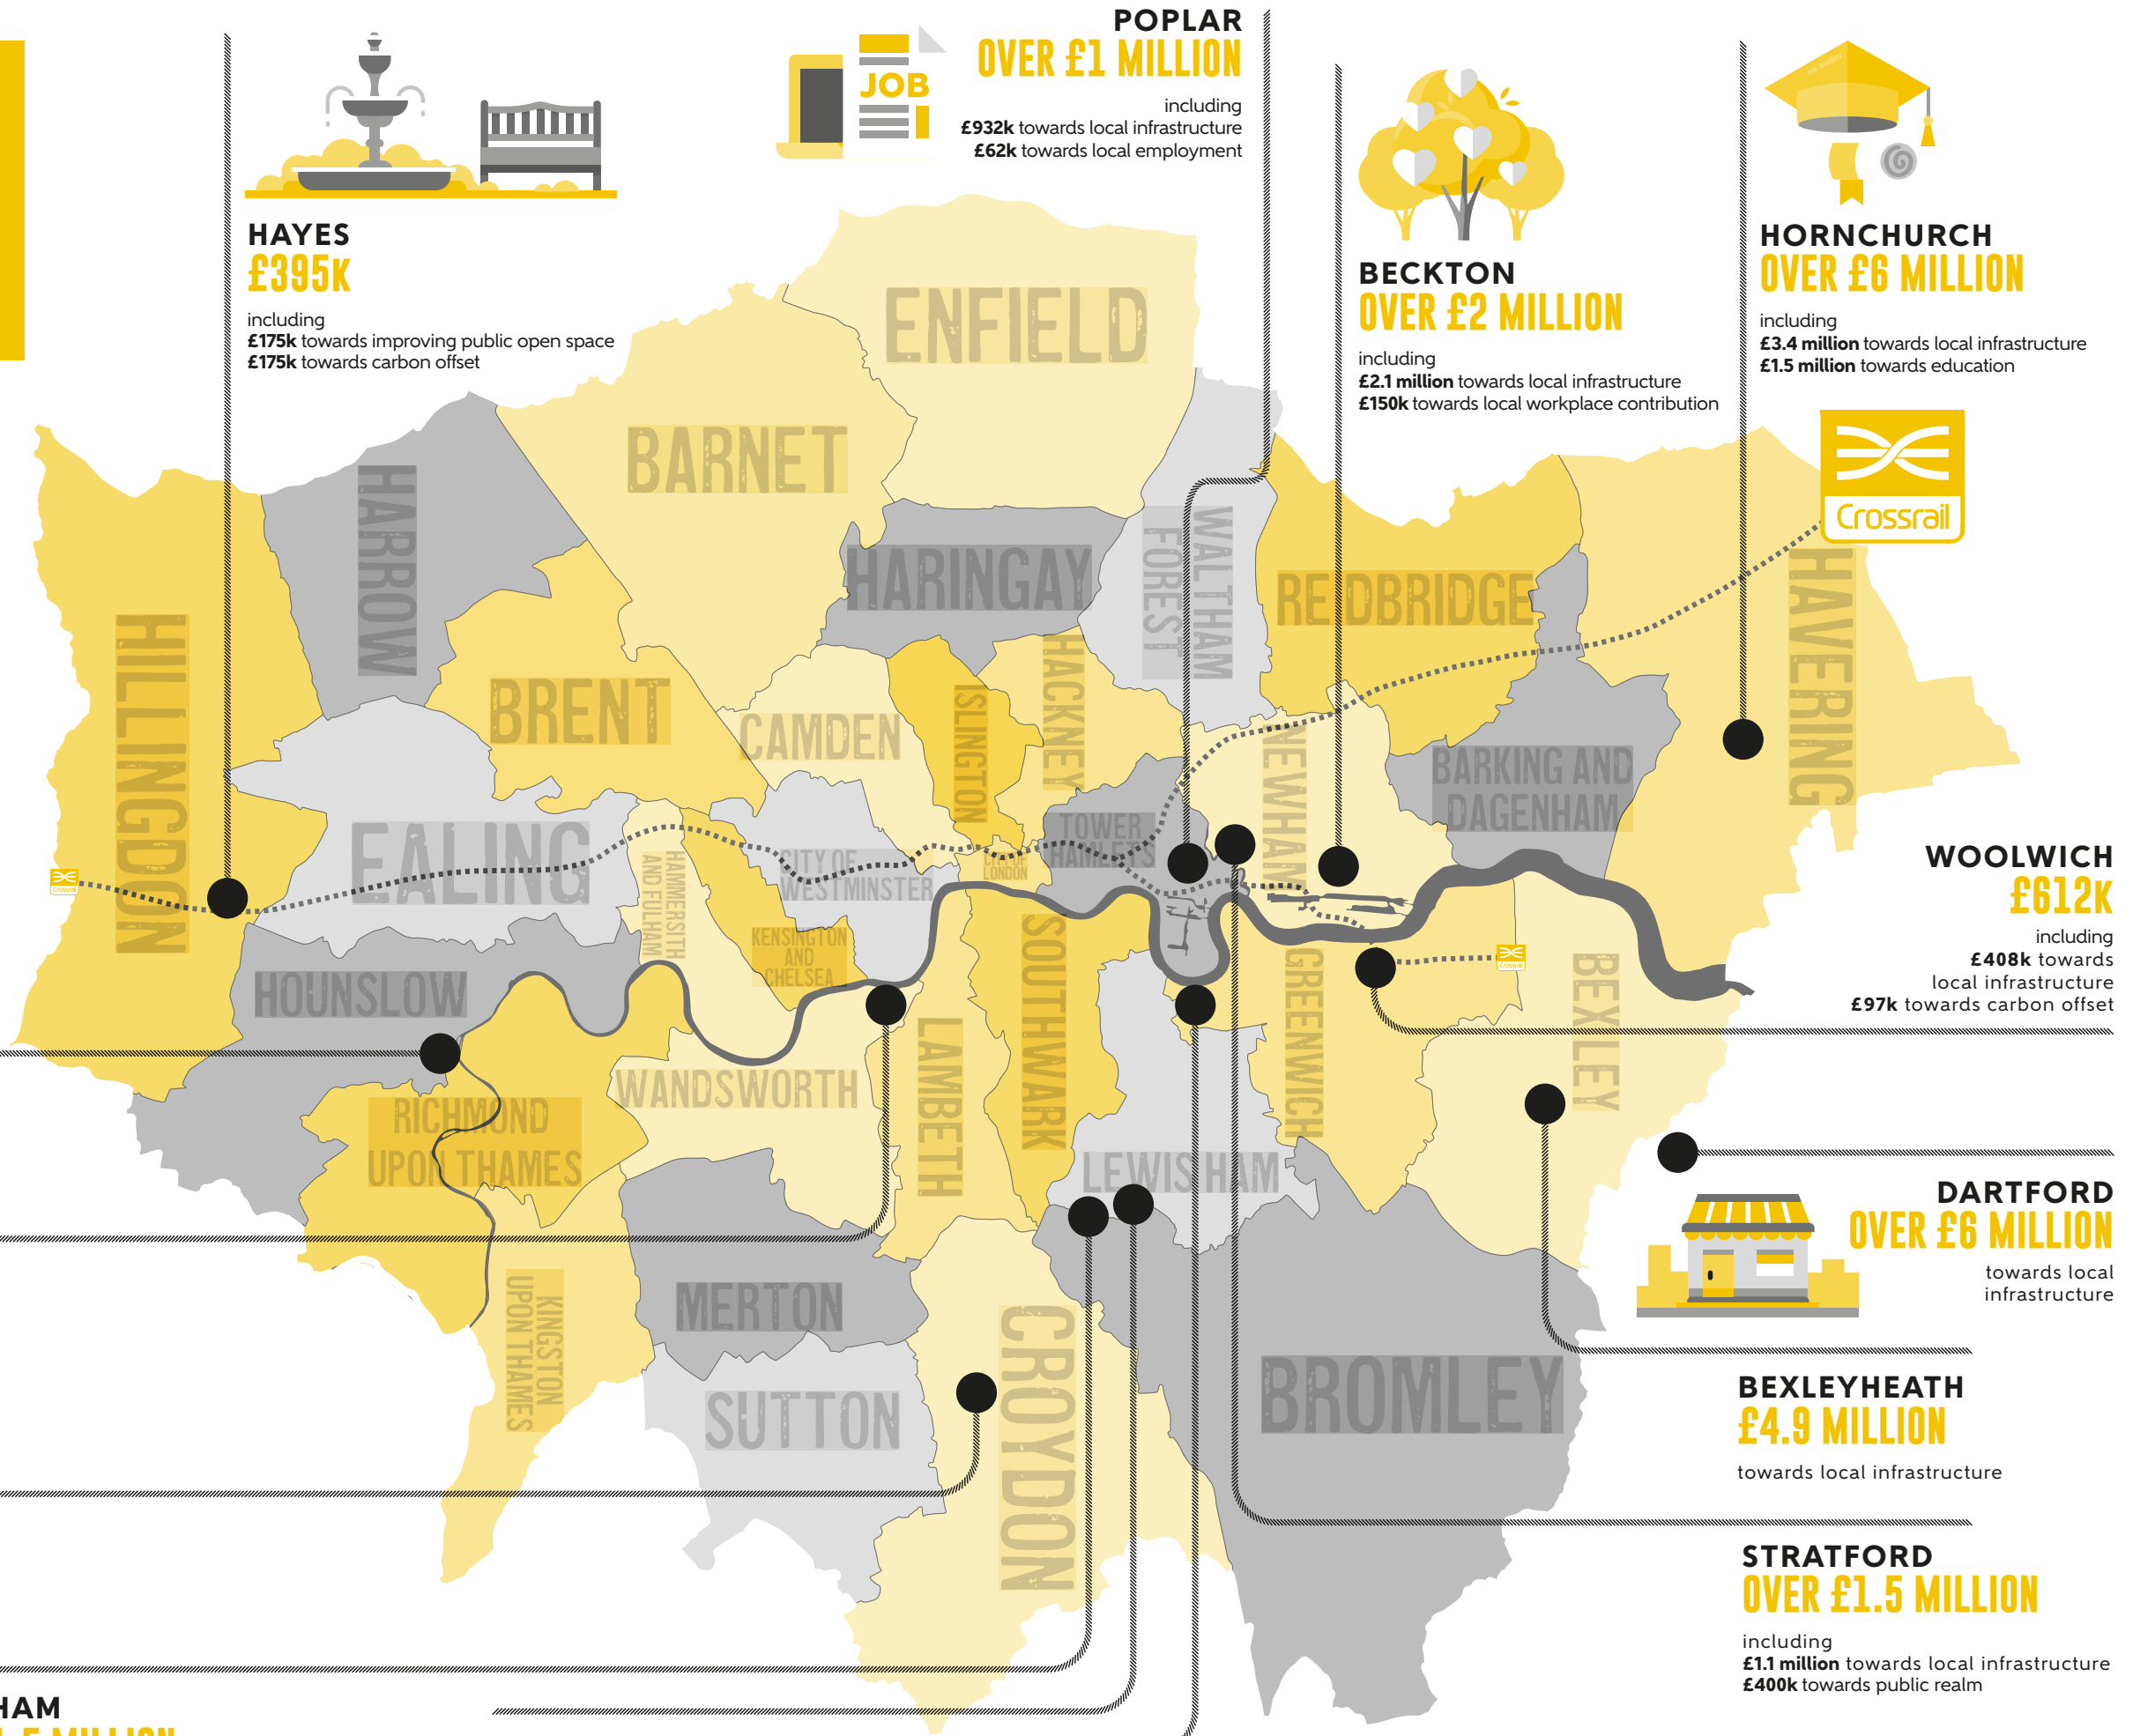 POPLAR
OVER £1 MILLION
including
£932k towards local infrastructure
£62k towards local employment
JOB
HAYES
£395K
including
£175k towards improving public open space
£175k towards carbon offset
BECKTON
OVER £2 MILLION
including
£2.1 million towards local infrastructure
£150k towards local workplace contribution
HORNCHURCH
OVER £6 MILLION
including
£3.4 million towards local infrastructure
£1.5 million towards education
Crossrail
ENFIELD
BARNET
HARROW
HARINGAY
WALTHAM
FOREST
REDBRIDGE
HAVERING
HILLINGDON
BRENT
CAMDEN
ISLINGTON
HACKNEY
NEWHAM
BARKING AND
DAGENHAM
EALING
HAMMERSITH
AND FULHAM
CITY OF
WESTMINSTER
CITY OF
LONDON
TOWER
HAMLETS
Crossrail
KENSINGTON
AND
CHELSEA
SOUTHWARK
GREENWICH
Crossrail
BEXLEY
HOUNSLOW
WANDSWORTH
LAMBETH
RICHMOND
UPON THAMES
LEWISHAM
KINGSTON
UPON THAMES
MERTON
SUTTON
CROYDON
BROMLEY
WOOLWICH
£612K
including
£408k towards
local infrastructure
£97k towards carbon offset
DARTFORD
OVER £6 MILLION
towards local
infrastructure
BEXLEYHEATH
£4.9 MILLION
towards local infrastructure
STRATFORD
OVER £1.5 MILLION
including
£1.1 million towards local infrastructure
£400k towards public realm
HAM